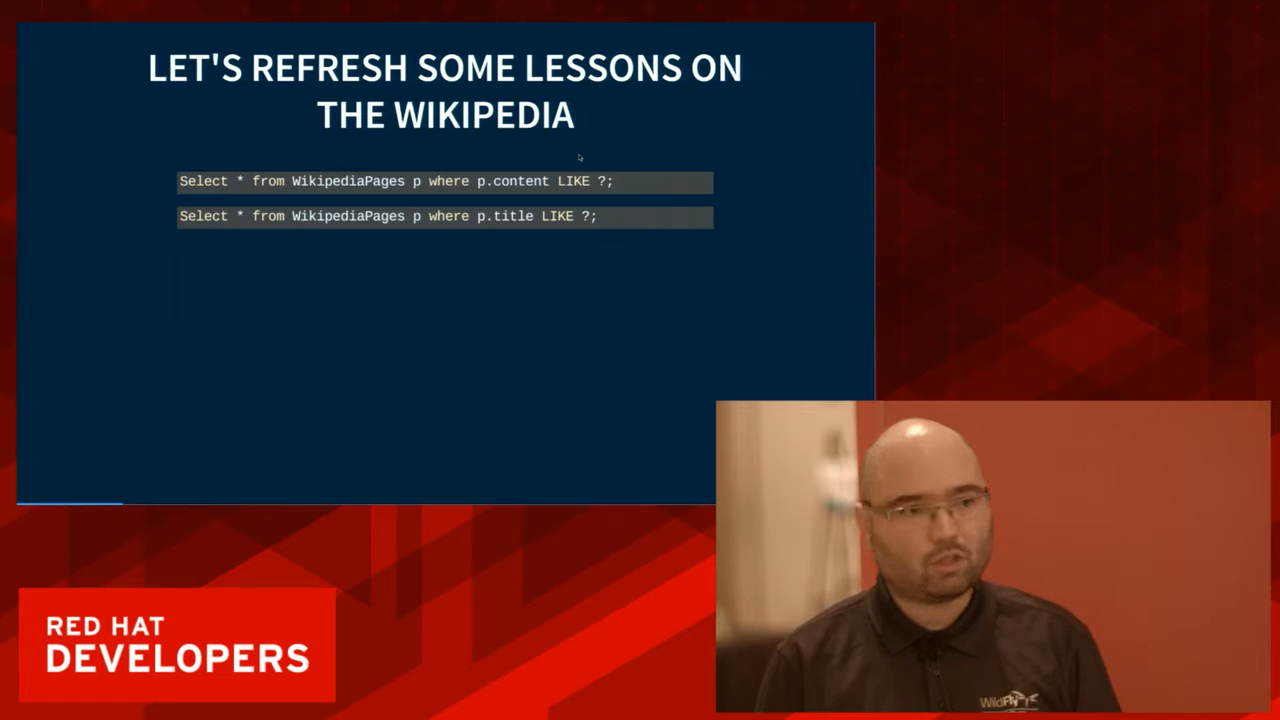 LET'S REFRESH SOME LESSONS ON
THE WIKIPEDIA
Select * from WikipediaPages p where p.content LIKE ?;
Select * from WikipediaPages p where p.title LIKE ?;
RED HAT
DEVELOPERS
WildFly